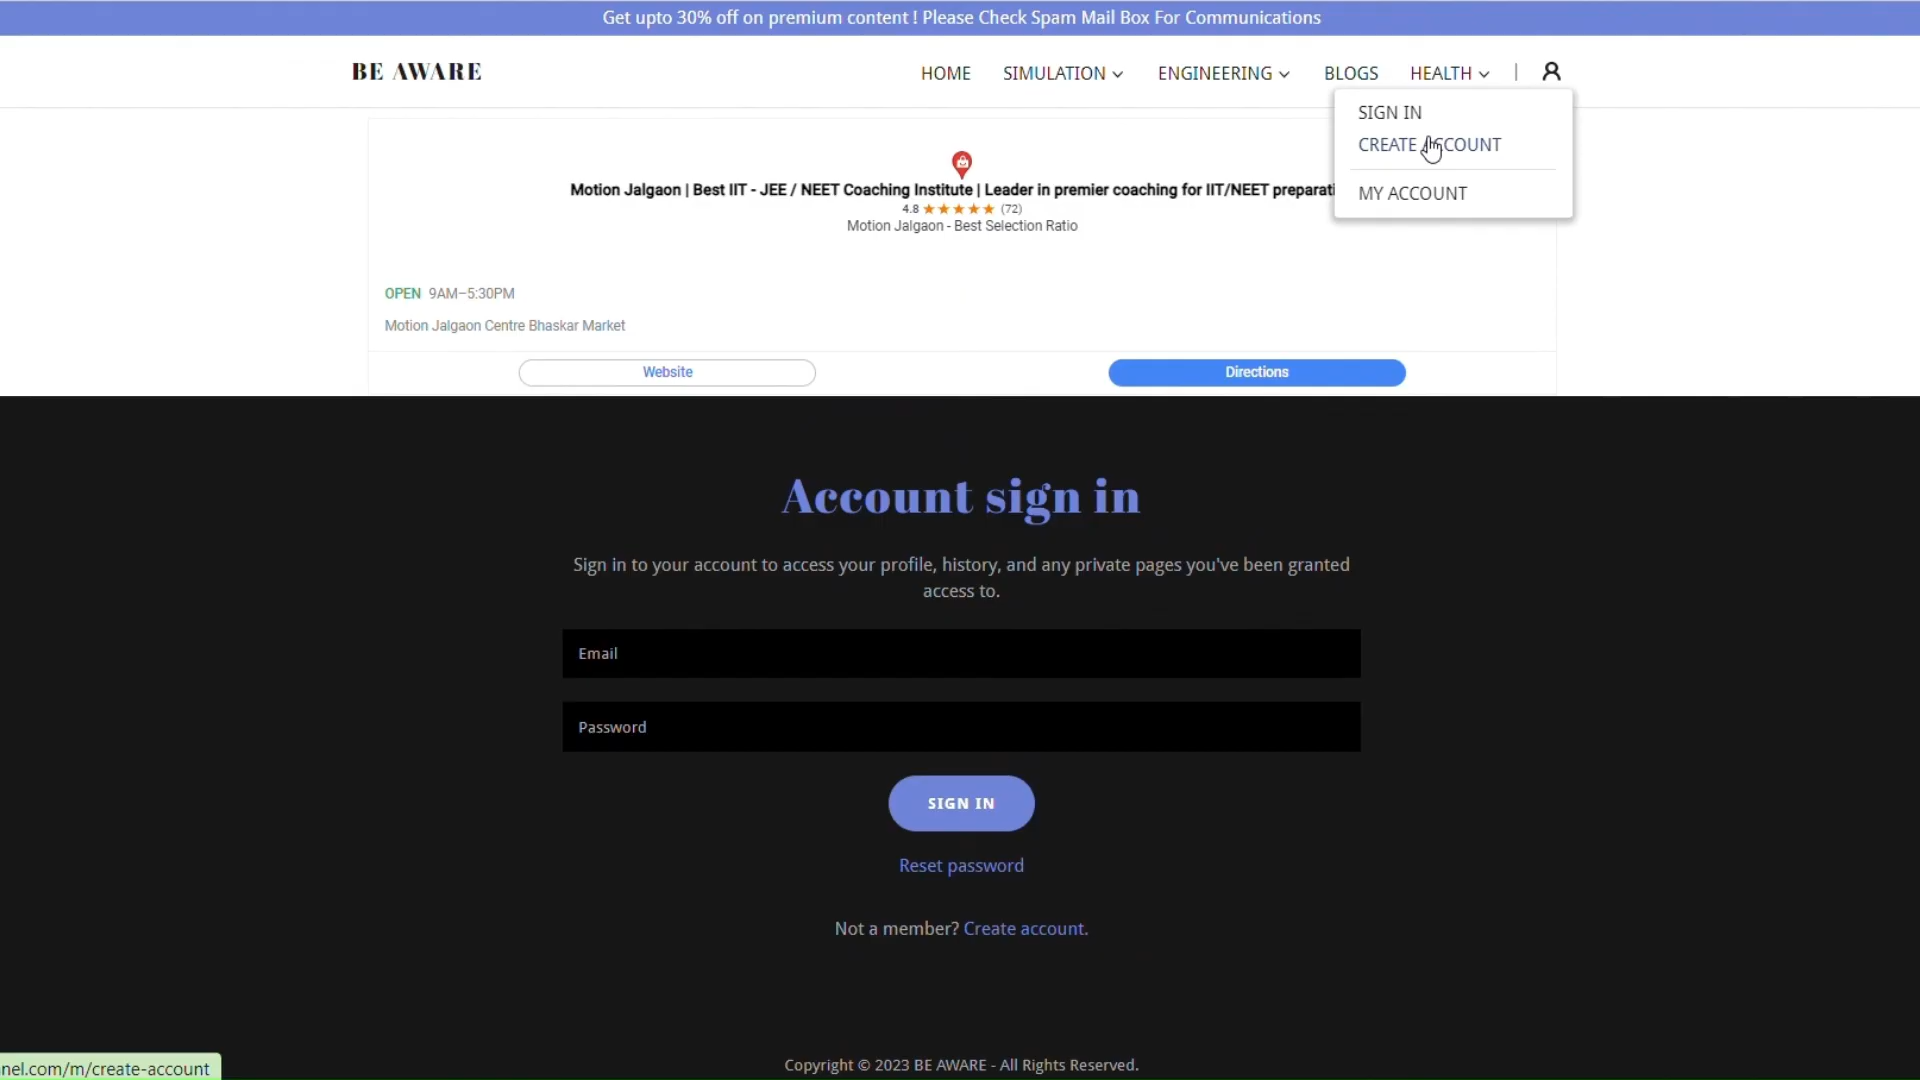 Get upto 30% off on premium content ! Please Check Spam Mail Box For Communications
BE AWARE
HOME SIMULATION ENGINEERING BLOGS HEALTH
SIGN IN
CREATE ACCOUNT
MY ACCOUNT
Motion Jalgaon | Best IIT - JEE / NEET Coaching Institute | Leader in premier coaching for IIT/NEET
4.8 ★★★★★ (72)
Motion Jalgaon - Best Selection Ratio
OPEN 9AM–5:30PM
Motion Jalgaon Centre Bhaskar Market
Website
Directions
Account sign in
Sign in to your account to access your profile, history, and any private pages you've been granted
access to.
Email
Password
SIGN IN
Reset password
Not a member? Create account.
Copyright © 2023 BE AWARE - All Rights Reserved.
nel.com/m/create-account